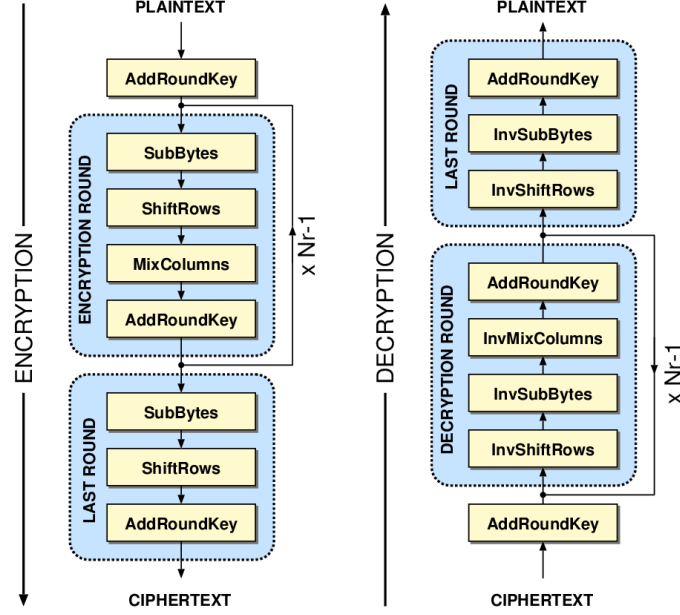 PLAINTEXT
AddRoundKey
ENCRYPTION ROUND
SubBytes
ShiftRows
MixColumns
AddRoundKey
x Nr-1
ENCRYPTION
LAST ROUND
SubBytes
ShiftRows
AddRoundKey
CIPHERTEXT
PLAINTEXT
LAST ROUND
AddRoundKey
InvSubBytes
InvShiftRows
DECRYPTION
DECRYPTION ROUND
AddRoundKey
InvMixColumns
InvSubBytes
InvShiftRows
x Nr-1
AddRoundKey
CIPHERTEXT